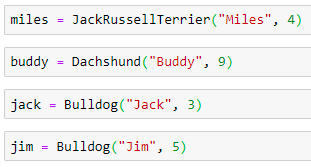 miles = JackRussellTerrier("Miles", 4)
buddy = Dachshund("Buddy", 9)
jack = Bulldog("Jack", 3)
jim = Bulldog("Jim", 5)